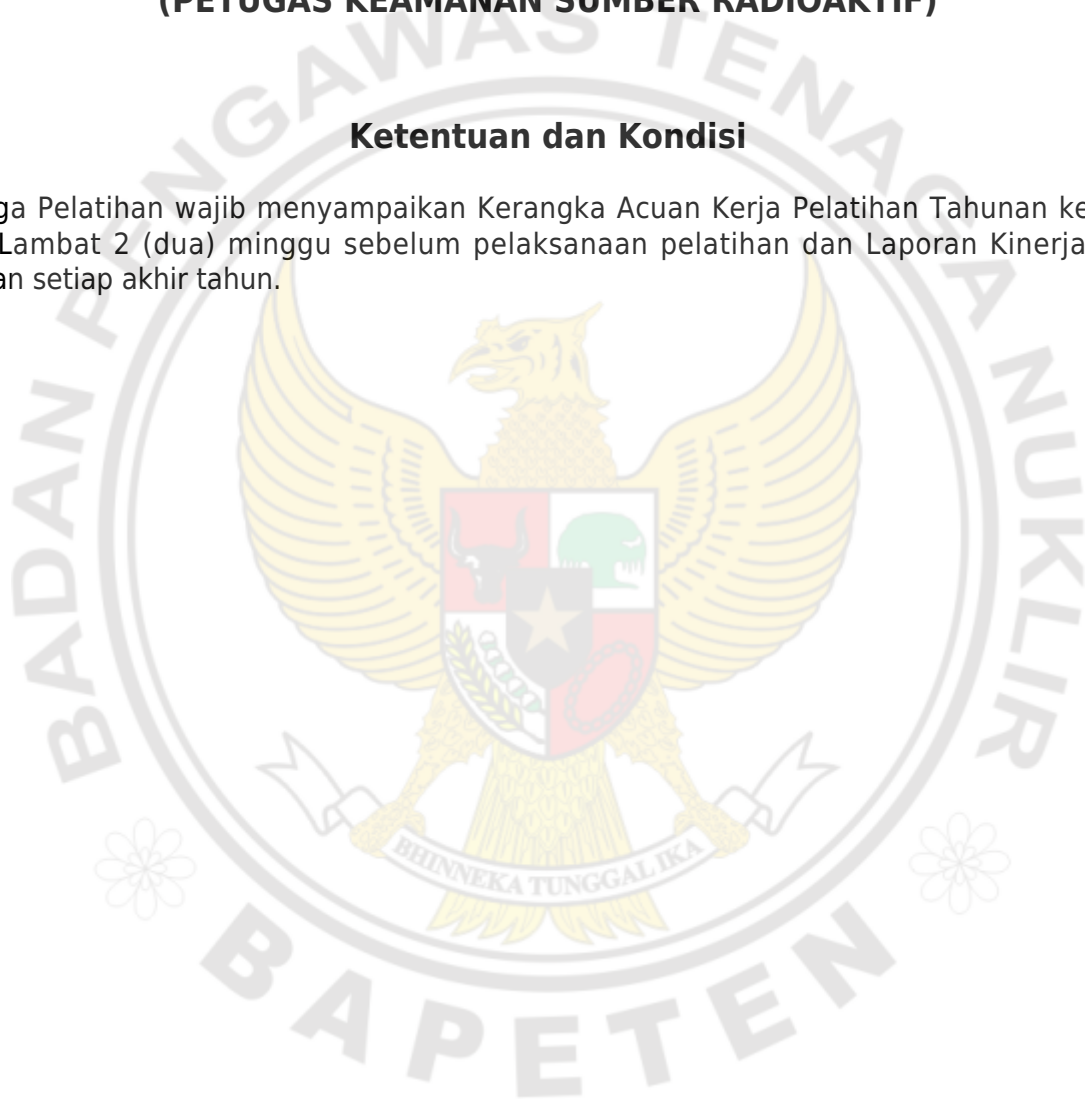 (PETUGAS KEAMANAN SUMBER RADIOAKTIF)
Ketentuan dan Kondisi
ga Pelatihan wajib menyampaikan Kerangka Acuan Kerja Pelatihan Tahunan ke
Lambat 2 (dua) minggu sebelum pelaksanaan pelatihan dan Laporan Kinerja
an setiap akhir tahun.
BADAN PENGAWAS TENAGA NUKLIR
BHINNEKA TUNGGAL IKA
BAPETEN